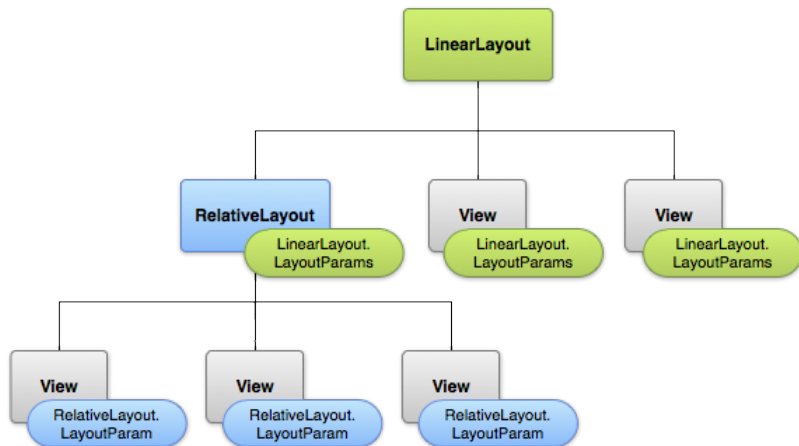 LinearLayout
RelativeLayout
LinearLayout.
LayoutParams
View
LinearLayout.
LayoutParams
View
LinearLayout.
LayoutParams
View
RelativeLayout.
LayoutParam
View
RelativeLayout.
LayoutParam
View
RelativeLayout.
LayoutParam